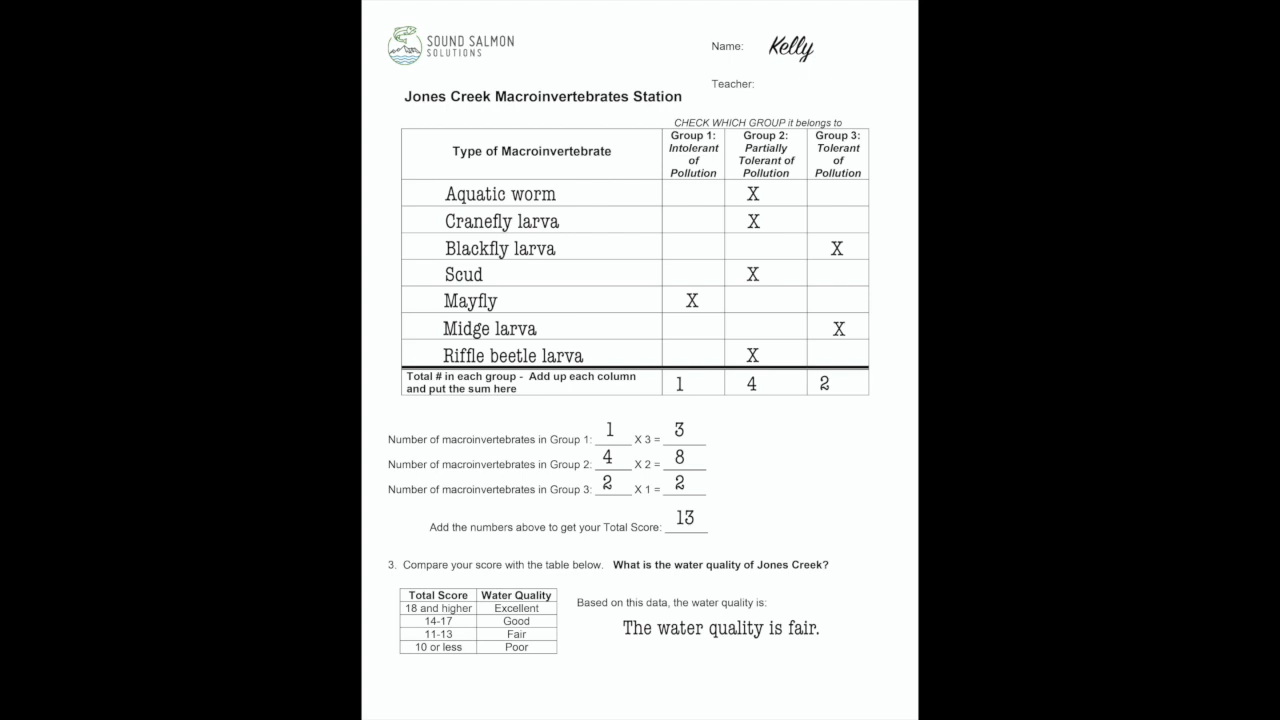 SOUND SALMON
SOLUTIONS
Name: Kelly
Teacher:
Jones Creek Macroinvertebrates Station
CHECK WHICH GROUP it belongs to
Type of Macroinvertebrate
Group 1: Intolerant of Pollution
Group 2: Partially Tolerant of Pollution
Group 3: Tolerant of Pollution
Aquatic worm X
Cranefly larva X
Blackfly larva X
Scud X
Mayfly X
Midge larva X
Riffle beetle larva X
Total # in each group - Add up each column
and put the sum here 1 4 2
Number of macroinvertebrates in Group 1: 1 X 3 = 3
Number of macroinvertebrates in Group 2: 4 X 2 = 8
Number of macroinvertebrates in Group 3: 2 X 1 = 2
Add the numbers above to get your Total Score: 13
3. Compare your score with the table below. What is the water quality of Jones Creek?
Total Score Water Quality
18 and higher Excellent
14-17 Good
11-13 Fair
10 or less Poor
Based on this data, the water quality is:
The water quality is fair.